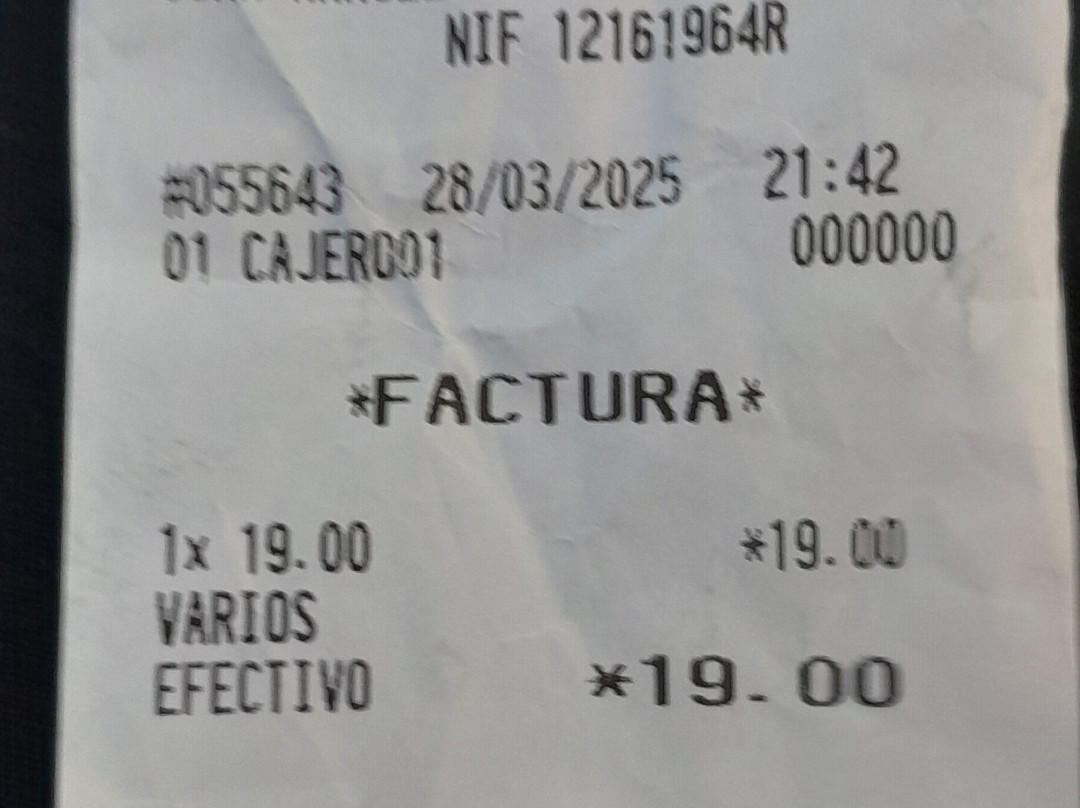 NIF 12161964R
#055643 28/03/2025 21:42
01 CAJERO01 000000
*FACTURA*
1x 19.00 *19.00
VARIOS
EFECTIVO *19.00